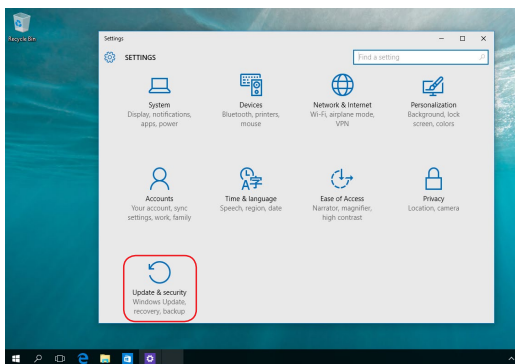 Recycle Bin
Settings
SETTINGS
Find a setting
System
Display, notifications,
apps, power
Devices
Bluetooth, printers,
mouse
Network & Internet
Wi-Fi, airplane mode,
VPN
Personalization
Background, lock
screen, colors
Accounts
Your account, sync
settings, work, family
Time & language
Speech, region, date
Ease of Access
Narrator, magnifier,
high contrast
Privacy
Location, camera
Update & security
Windows Update,
recovery, backup